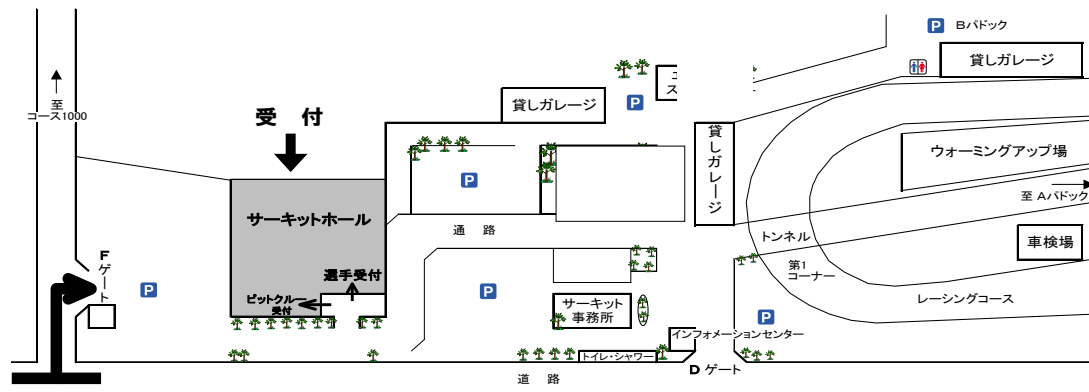 P Bパドック
貸しガレージ
至
コース1000
受 付
貸しガレージ
P
貸しガレージ
ウォーミングアップ場
至 Aパドック
サーキットホール
P
通 路
トンネル
車検場
Fゲート
P
選手受付
ピットクルー
受付
P
第1
コーナー
レーシングコース
サーキット
事務所
P
インフォメーションセンター
トイレ・シャワー
D ゲート
道 路